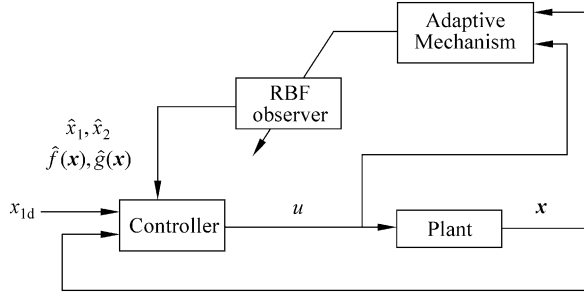 Adaptive
Mechanism
RBF
observer
x̂₁, x̂₂
f̂(x), ĝ(x)
x₁d
Controller
u
Plant
x